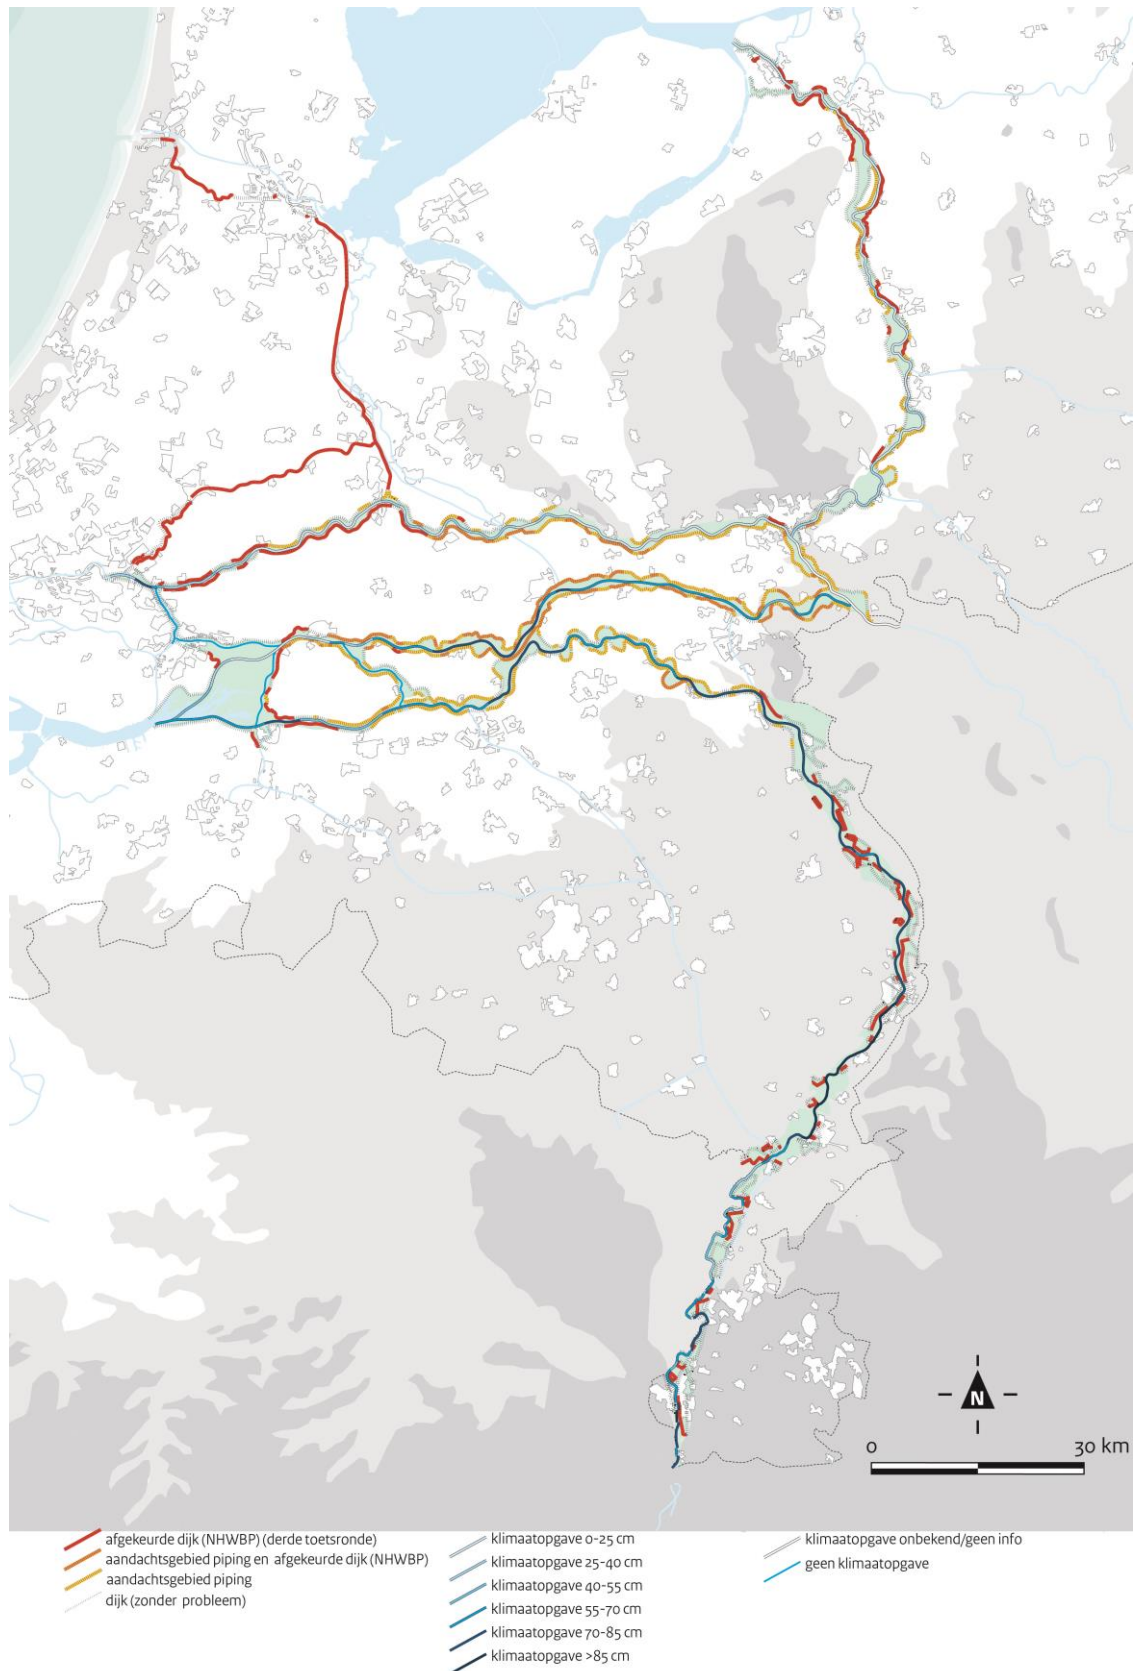 N
0 30 km
afgekeurde dijk (NHWBP) (derde toetsronde)
aandachtsgebied piping en afgekeurde dijk (NHWBP)
aandachtsgebied piping
dijk (zonder probleem)
klimaatopgave 0-25 cm
klimaatopgave 25-40 cm
klimaatopgave 40-55 cm
klimaatopgave 55-70 cm
klimaatopgave 70-85 cm
klimaatopgave >85 cm
klimaatopgave onbekend/geen info
geen klimaatopgave